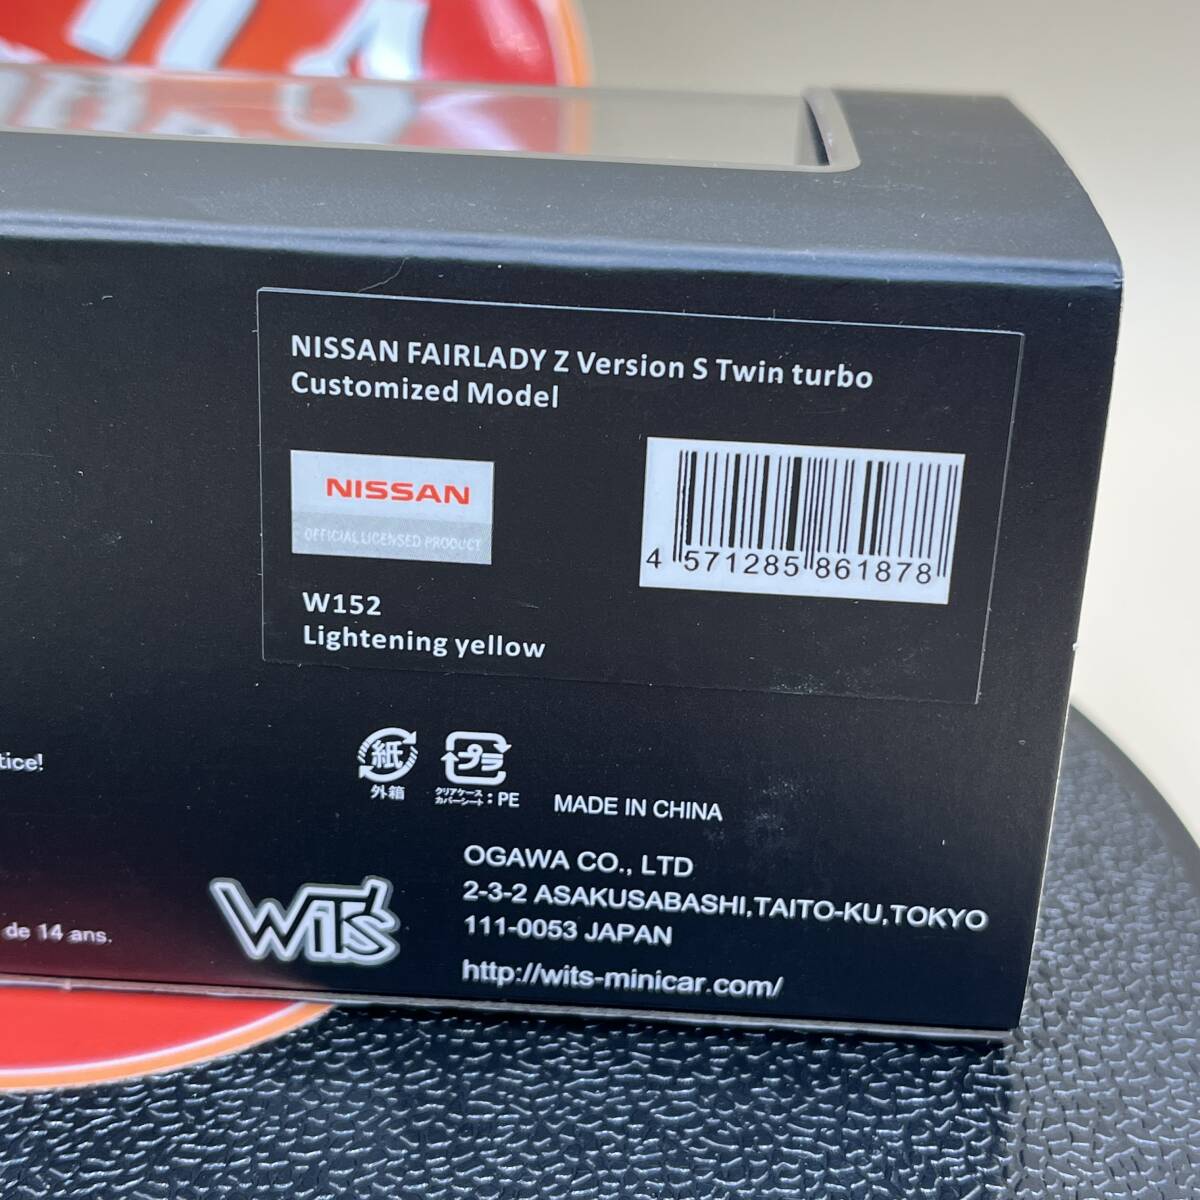 NISSAN FAIRLADY Z Version S Twin turbo
Customized Model
NISSAN
OFFICIAL LICENSED PRODUCT
4 571285 861878
W152
Lightening yellow
tice!
紙
外箱
プラ
クリアケース
カバーシート:PE
MADE IN CHINA
OGAWA CO., LTD
2-3-2 ASAKUSABASHI,TAITO-KU,TOKYO
111-0053 JAPAN
http://wits-minicar.com/
WiT'S
de 14 ans.